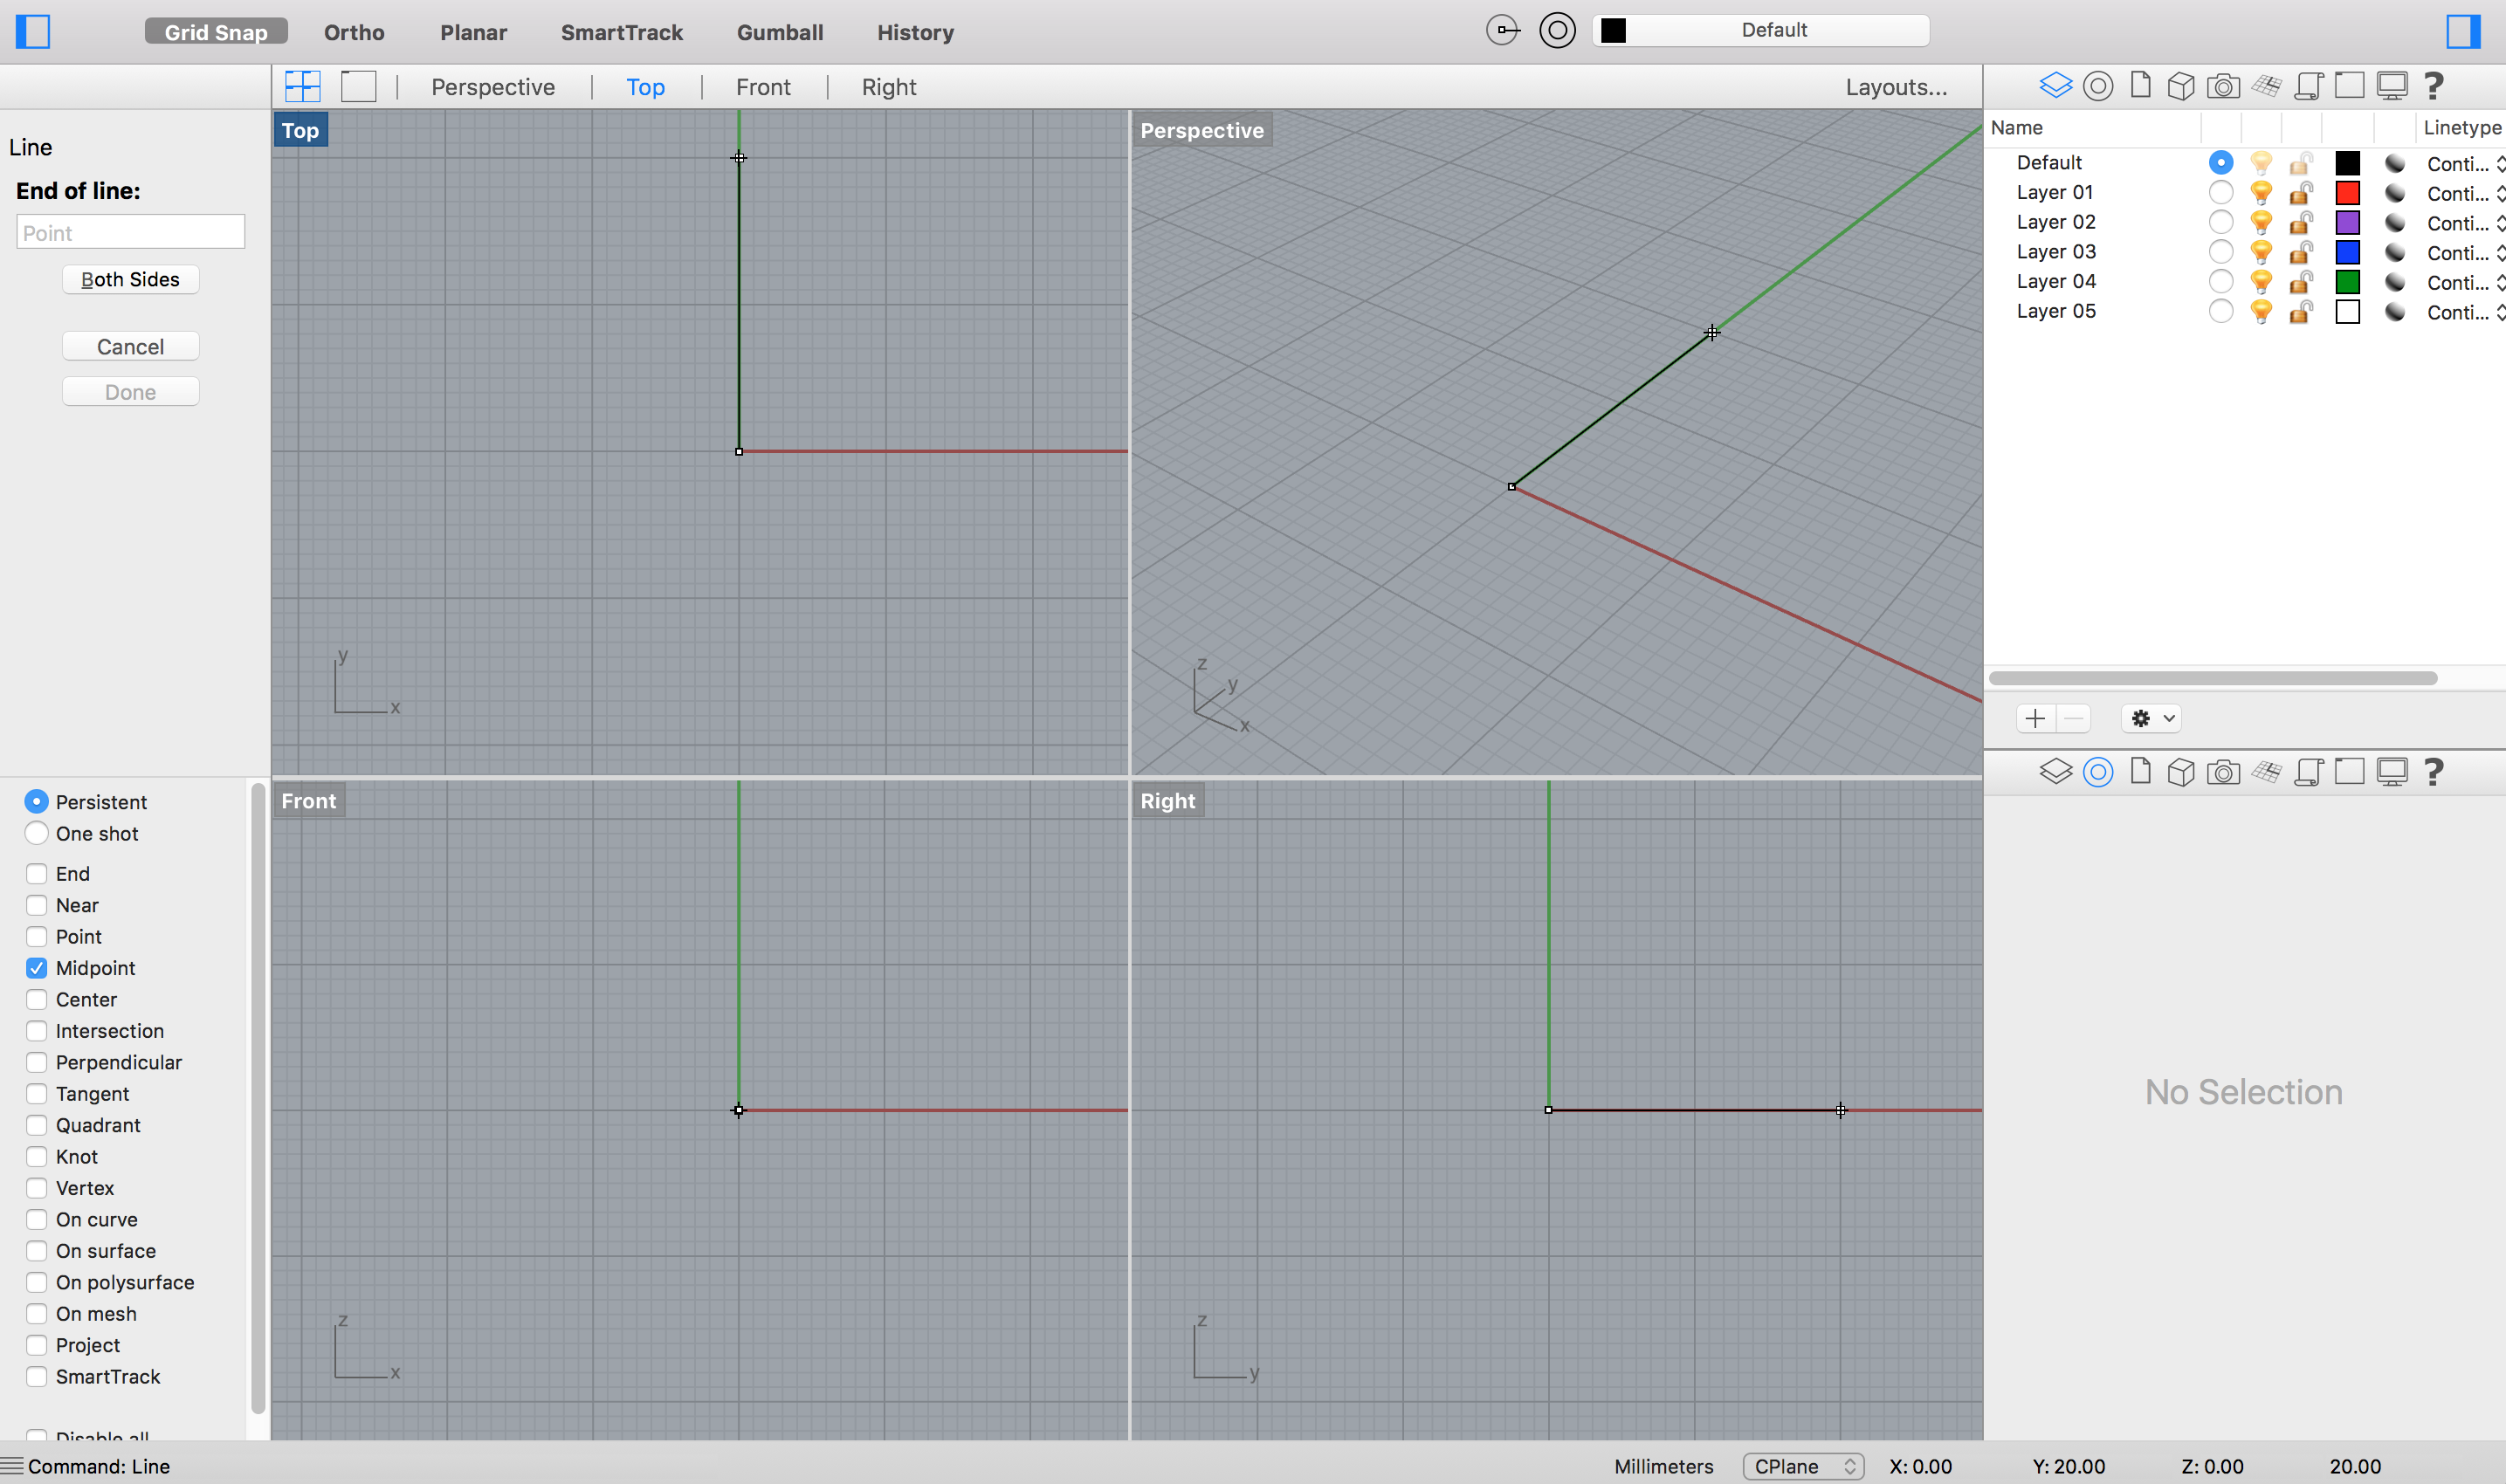 Grid Snap Ortho Planar SmartTrack Gumball History Default
Perspective Top Front Right Layouts...
Line
End of line:
Point
Both Sides
Cancel
Done
Persistent
One shot
End
Near
Point
Midpoint
Center
Intersection
Perpendicular
Tangent
Quadrant
Knot
Vertex
On curve
On surface
On polysurface
On mesh
Project
SmartTrack
Disable all
Top
y
x
Perspective
z
y
x
Front
z
x
Right
z
y
Name Linetype
Default Conti...
Layer 01 Conti...
Layer 02 Conti...
Layer 03 Conti...
Layer 04 Conti...
Layer 05 Conti...
No Selection
Command: Line Millimeters CPlane X: 0.00 Y: 20.00 Z: 0.00 20.00